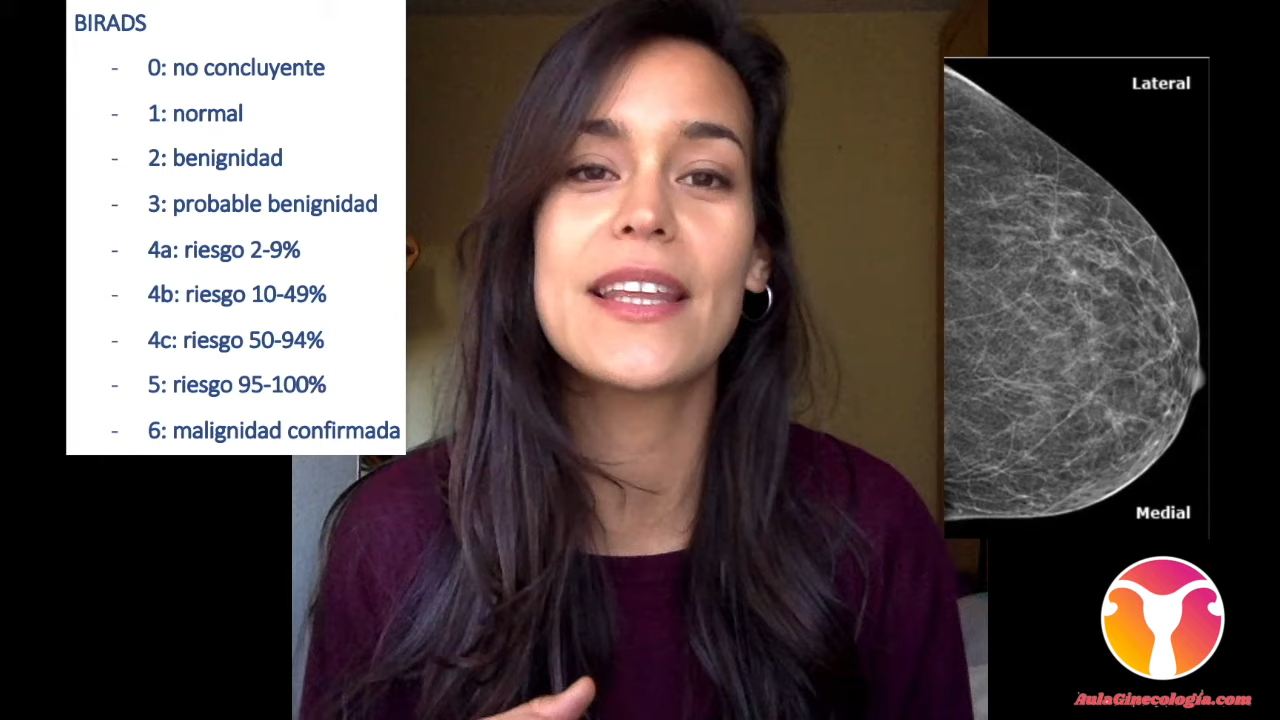 BIRADS
- 0: no concluyente
- 1: normal
- 2: benignidad
- 3: probable benignidad
- 4a: riesgo 2-9%
- 4b: riesgo 10-49%
- 4c: riesgo 50-94%
- 5: riesgo 95-100%
- 6: malignidad confirmada
Lateral
Medial
AulaGinecología.com